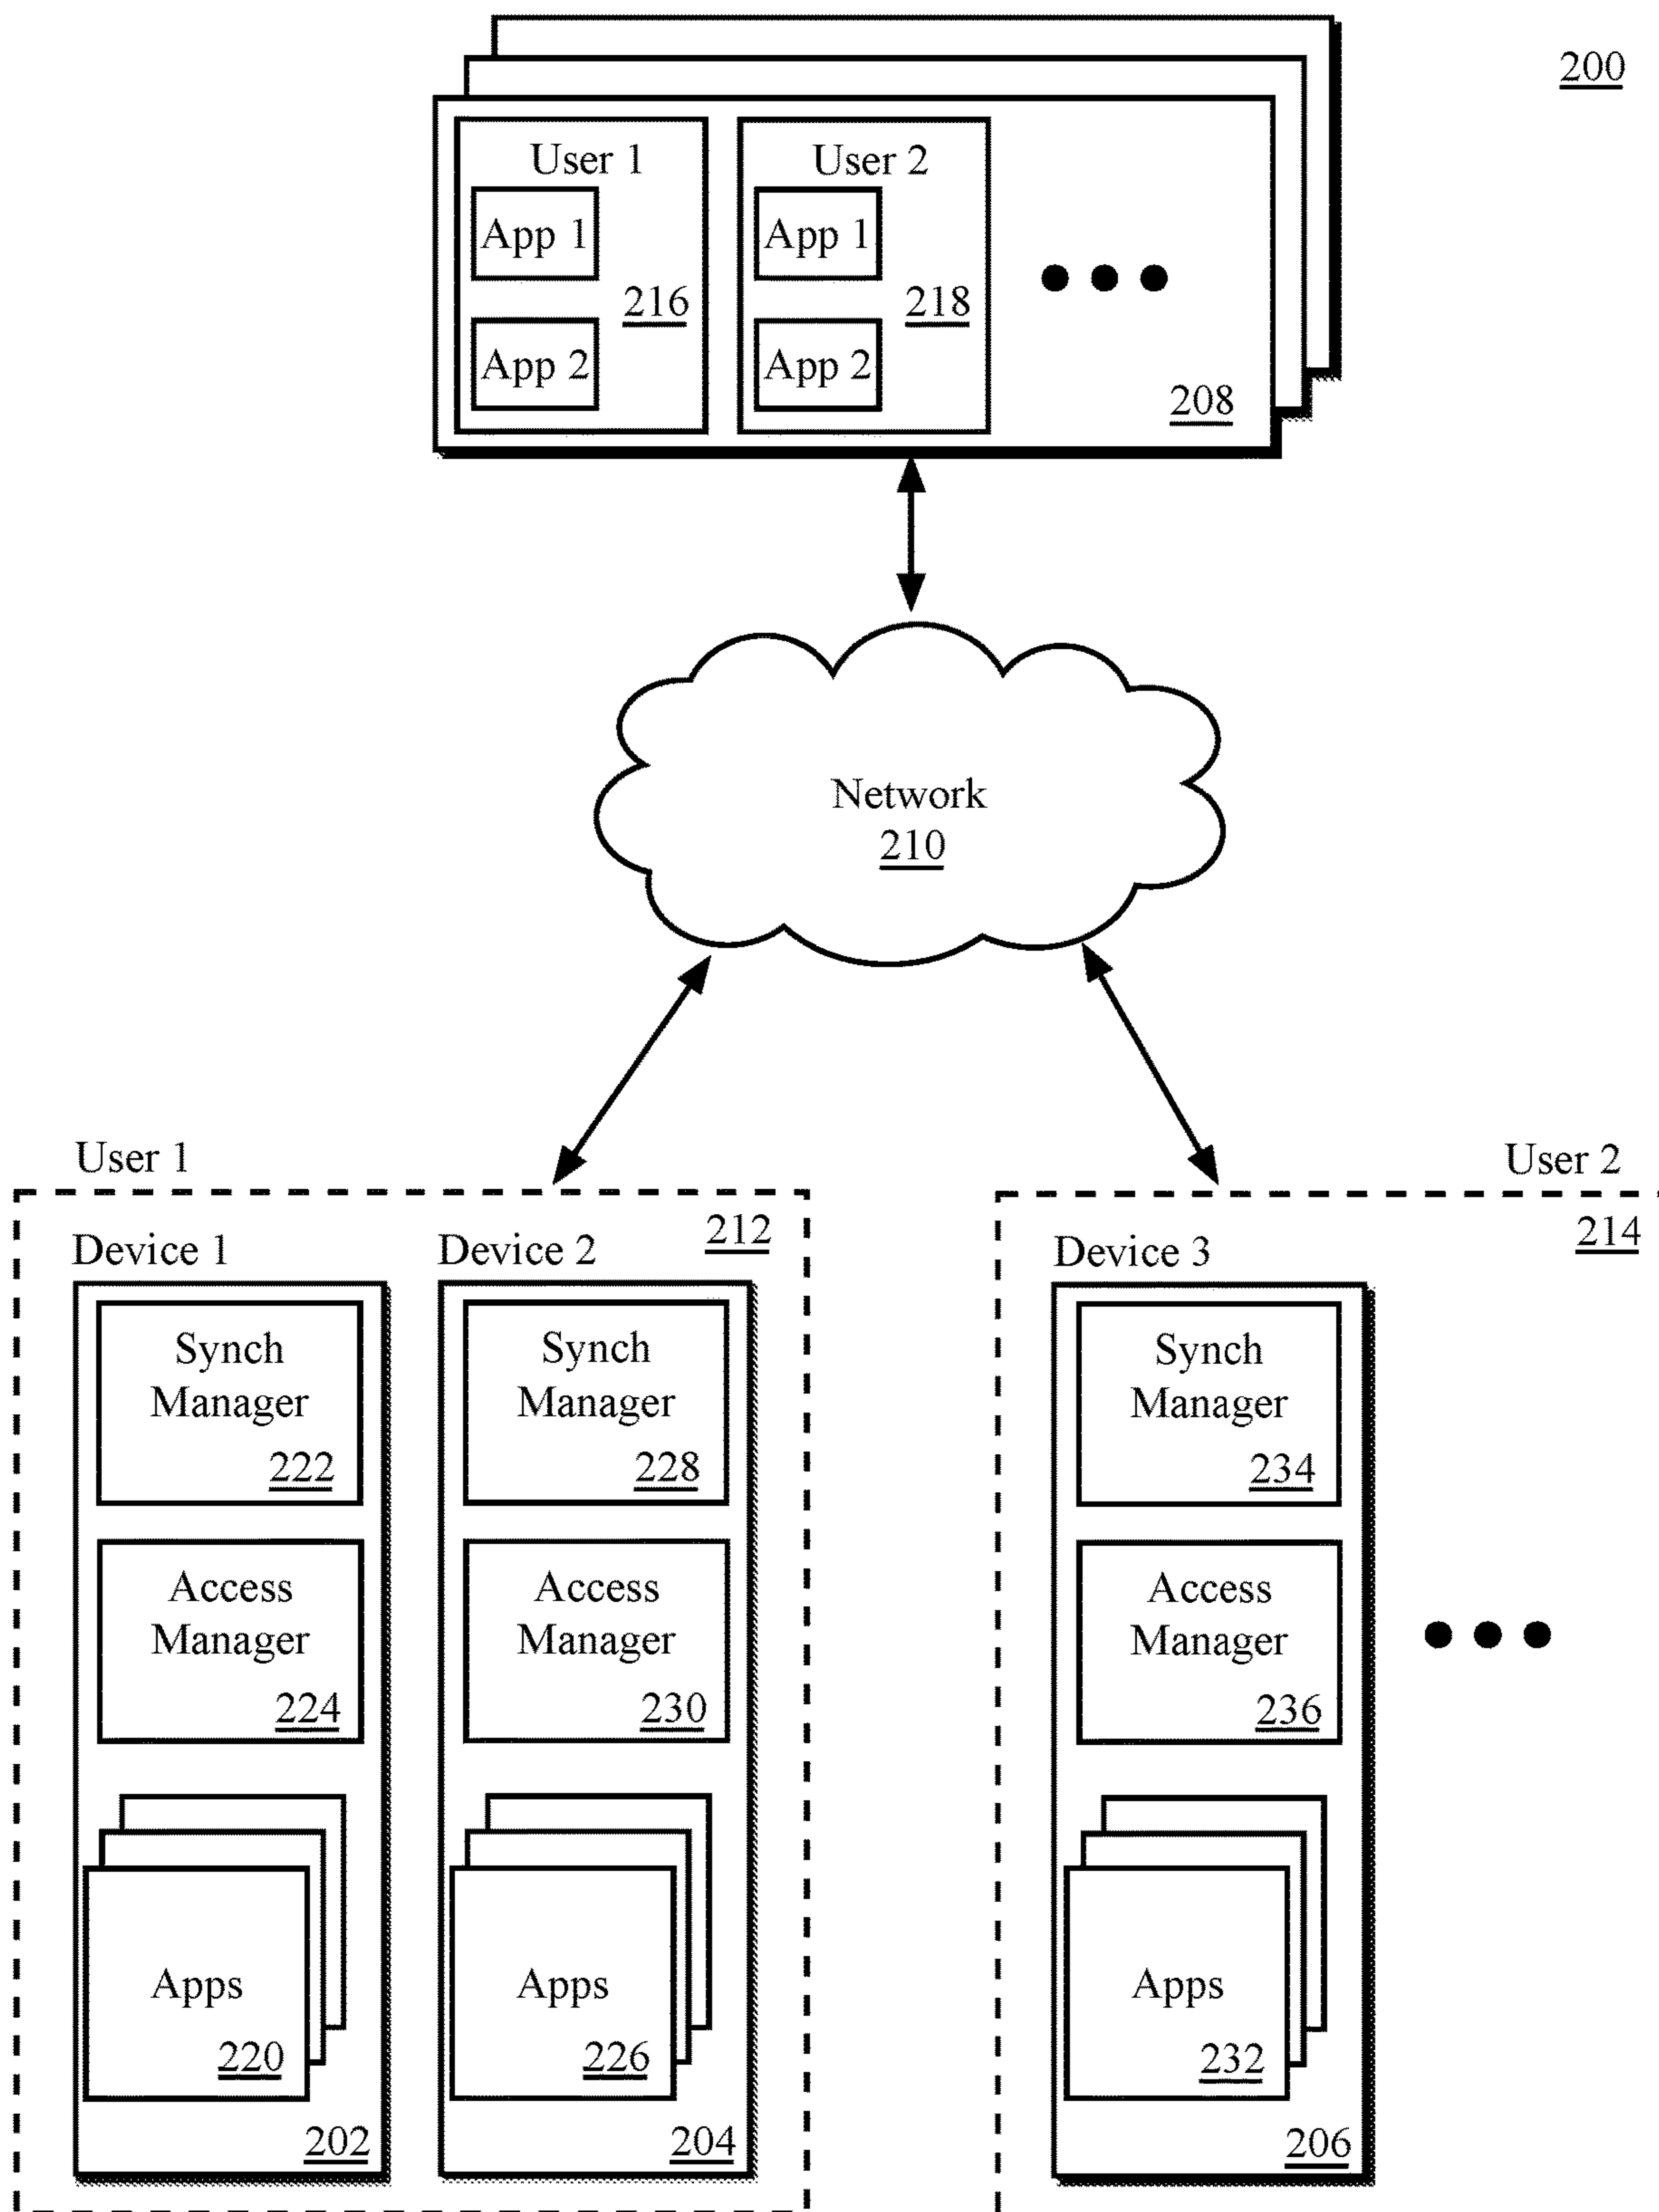 200
User 1
App 1
216
App 2
User 2
App 1
218
App 2
208
Network
210
User 1
212
Device 1
Synch
Manager
222
Access
Manager
224
Apps
220
202
Device 2
Synch
Manager
228
Access
Manager
230
Apps
226
204
User 2
214
Device 3
Synch
Manager
234
Access
Manager
236
Apps
232
206